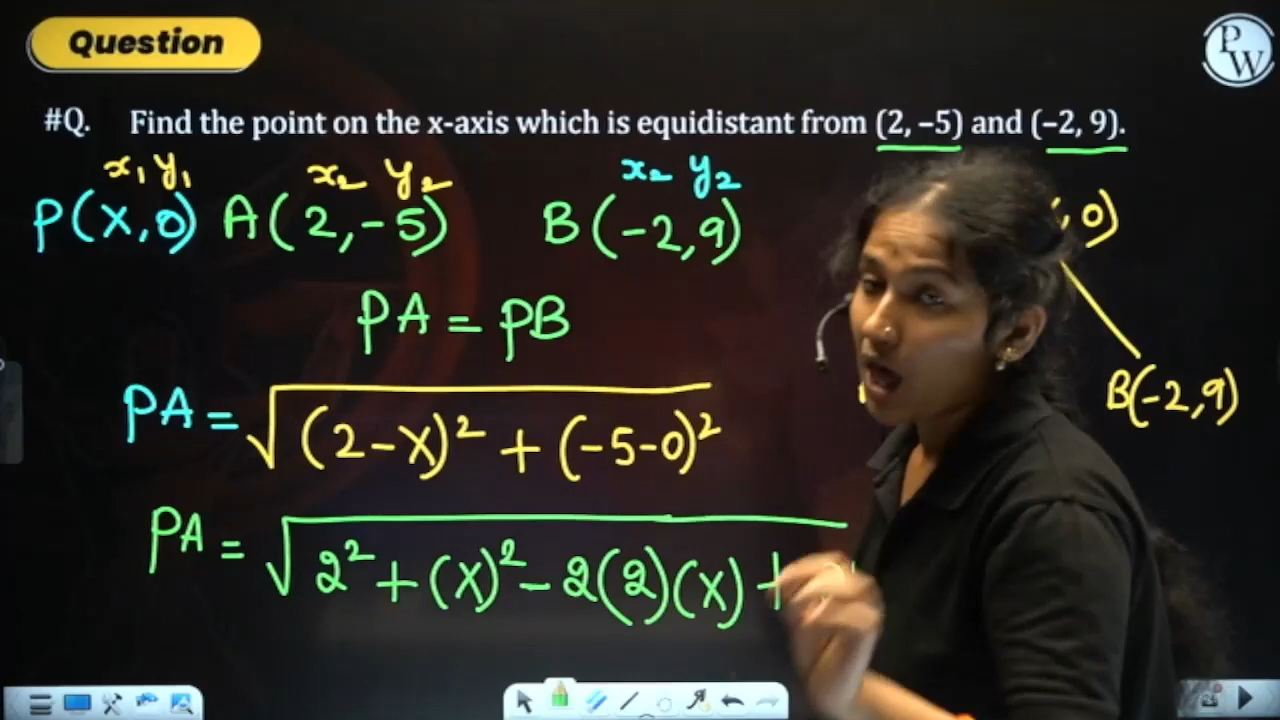 Question
PW
#Q. Find the point on the x-axis which is equidistant from (2, –5) and (–2, 9).
x₁ y₁ x₂ y₂ x₂ y₂
P(x,0) A(2,-5) B(-2,9)
, 0)
PA = PB
B(-2,9)
PA = √(2-x)² + (-5-0)²
PA = √2² + (x)² - 2(2)(x) +